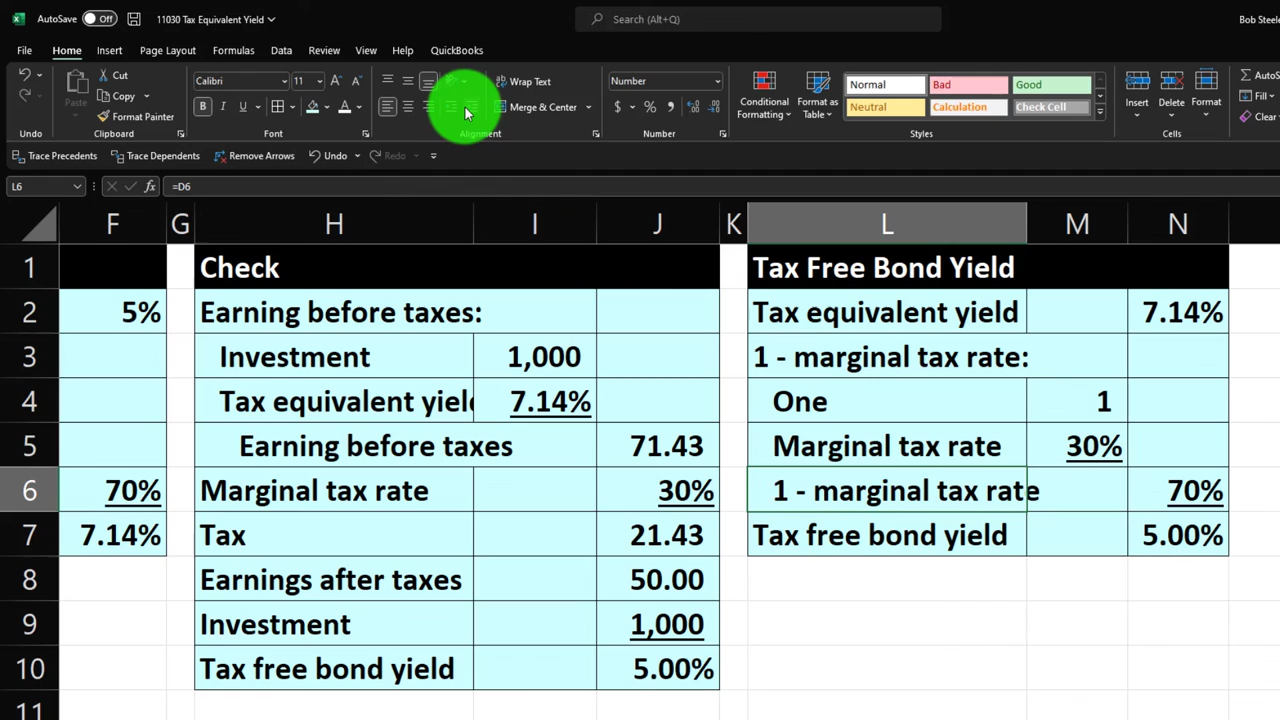 AutoSave Off 11030 Tax Equivalent Yield Search (Alt+Q) Bob Steele
File Home Insert Page Layout Formulas Data Review View Help QuickBooks
Cut Calibri 11 Wrap Text Number Normal Bad Good AutoSu
Paste Copy B I U Merge & Center $ % Conditional Formatting Format as Table Neutral Calculation Check Cell Insert Delete Format Fill
Format Painter Clear
Undo Clipboard Font Alignment Number Styles Cells
Trace Precedents Trace Dependents Remove Arrows Undo Redo
L6 fx =D6
F G H I J K L M N
1 Check Tax Free Bond Yield
2 5% Earning before taxes: Tax equivalent yield 7.14%
3 Investment 1,000 1 - marginal tax rate:
4 Tax equivalent yield 7.14% One 1
5 Earning before taxes 71.43 Marginal tax rate 30%
6 70% Marginal tax rate 30% 1 - marginal tax rate 70%
7 7.14% Tax 21.43 Tax free bond yield 5.00%
8 Earnings after taxes 50.00
9 Investment 1,000
10 Tax free bond yield 5.00%
11